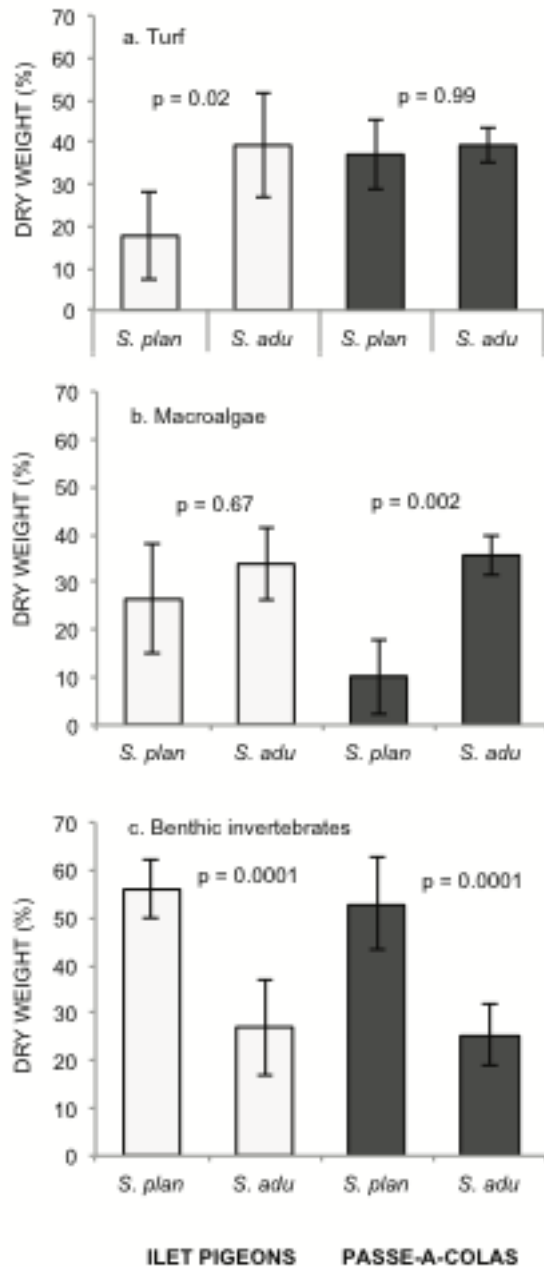 a. Turf
p = 0.02 p = 0.99
DRY WEIGHT (%)
70
60
50
40
30
20
10
0
S. plan S. adu S. plan S. adu
b. Macroalgae
p = 0.67 p = 0.002
DRY WEIGHT (%)
70
60
50
40
30
20
10
0
S. plan S. adu S. plan S. adu
c. Benthic invertebrates
p = 0.0001 p = 0.0001
DRY WEIGHT (%)
70
60
50
40
30
20
10
0
S. plan S. adu S. plan S. adu
ILET PIGEONS PASSE-A-COLAS